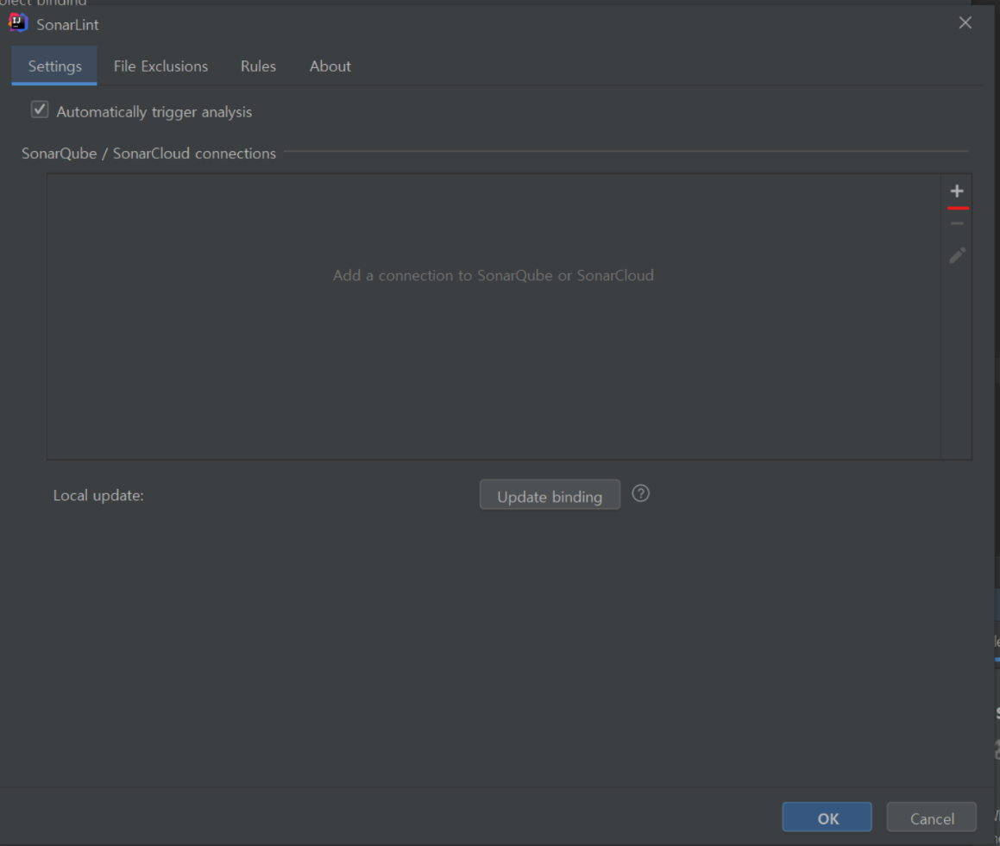 SonarLint
Settings File Exclusions Rules About
Automatically trigger analysis
SonarQube / SonarCloud connections
Add a connection to SonarQube or SonarCloud
Local update: Update binding ?
OK Cancel